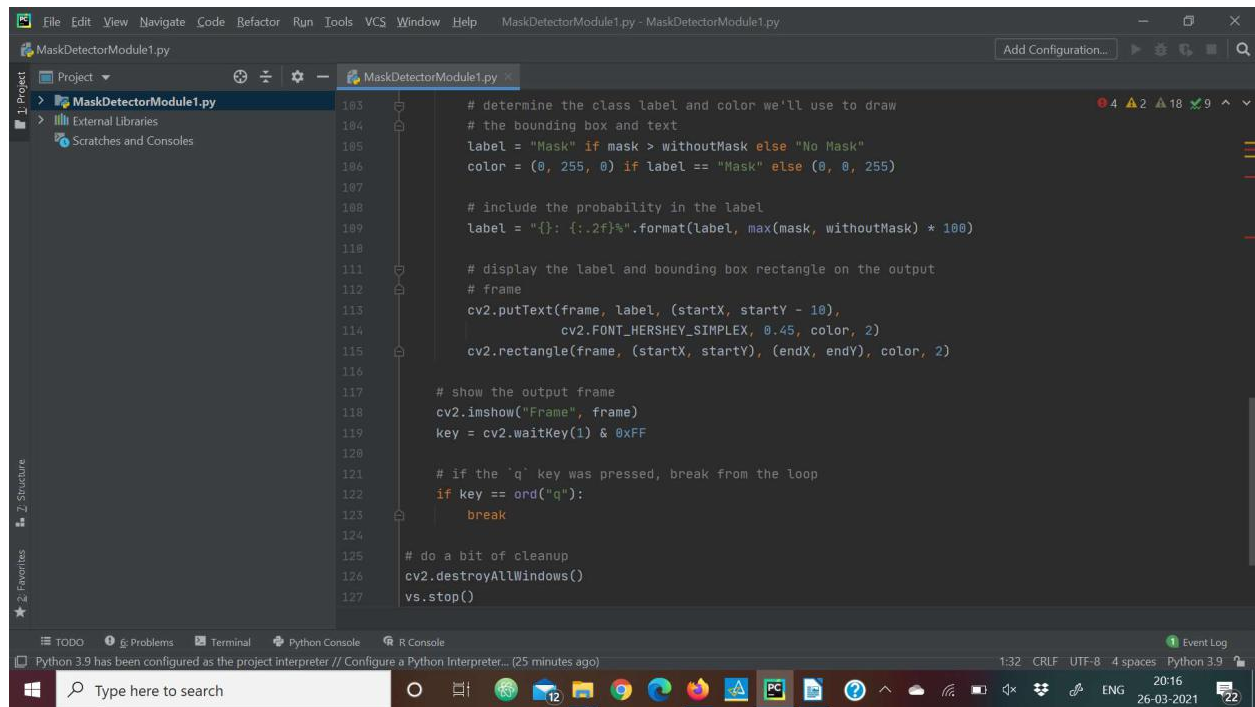 File Edit View Navigate Code Refactor Run Tools VCS Window Help MaskDetectorModule1.py - MaskDetectorModule1.py
MaskDetectorModule1.py
Add Configuration...
1: Project
Project
MaskDetectorModule1.py
External Libraries
Scratches and Consoles
MaskDetectorModule1.py
4 2 18 9
103 # determine the class label and color we'll use to draw
104 # the bounding box and text
105 label = "Mask" if mask > withoutMask else "No Mask"
106 color = (0, 255, 0) if label == "Mask" else (0, 0, 255)
107
108 # include the probability in the label
109 label = "{}: {:.2f}%".format(label, max(mask, withoutMask) * 100)
110
111 # display the label and bounding box rectangle on the output
112 # frame
113 cv2.putText(frame, label, (startX, startY - 10),
114 cv2.FONT_HERSHEY_SIMPLEX, 0.45, color, 2)
115 cv2.rectangle(frame, (startX, startY), (endX, endY), color, 2)
116
117 # show the output frame
118 cv2.imshow("Frame", frame)
119 key = cv2.waitKey(1) & 0xFF
120
121 # if the `q` key was pressed, break from the loop
122 if key == ord("q"):
123 break
124
125 # do a bit of cleanup
126 cv2.destroyAllWindows()
127 vs.stop()
Z: Structure
2: Favorites
TODO 6: Problems Terminal Python Console R Console
1 Event Log
Python 3.9 has been configured as the project interpreter // Configure a Python Interpreter... (25 minutes ago)
1:32 CRLF UTF-8 4 spaces Python 3.9
Type here to search
12
PC
ENG
20:16
26-03-2021
22